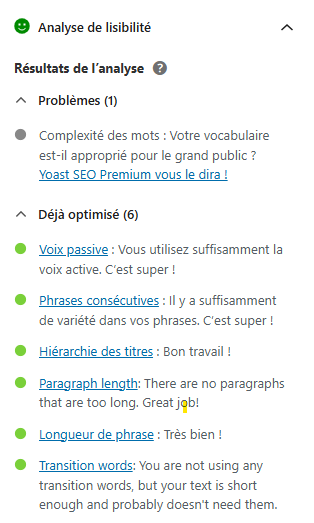 Analyse de lisibilité
Résultats de l'analyse ?
Problèmes (1)
Complexité des mots : Votre vocabulaire
est-il approprié pour le grand public ?
Yoast SEO Premium vous le dira !
Déjà optimisé (6)
Voix passive : Vous utilisez suffisamment la
voix active. C'est super !
Phrases consécutives : Il y a suffisamment
de variété dans vos phrases. C'est super !
Hiérarchie des titres : Bon travail !
Paragraph length: There are no paragraphs
that are too long. Great job!
Longueur de phrase : Très bien !
Transition words: You are not using any
transition words, but your text is short
enough and probably doesn't need them.